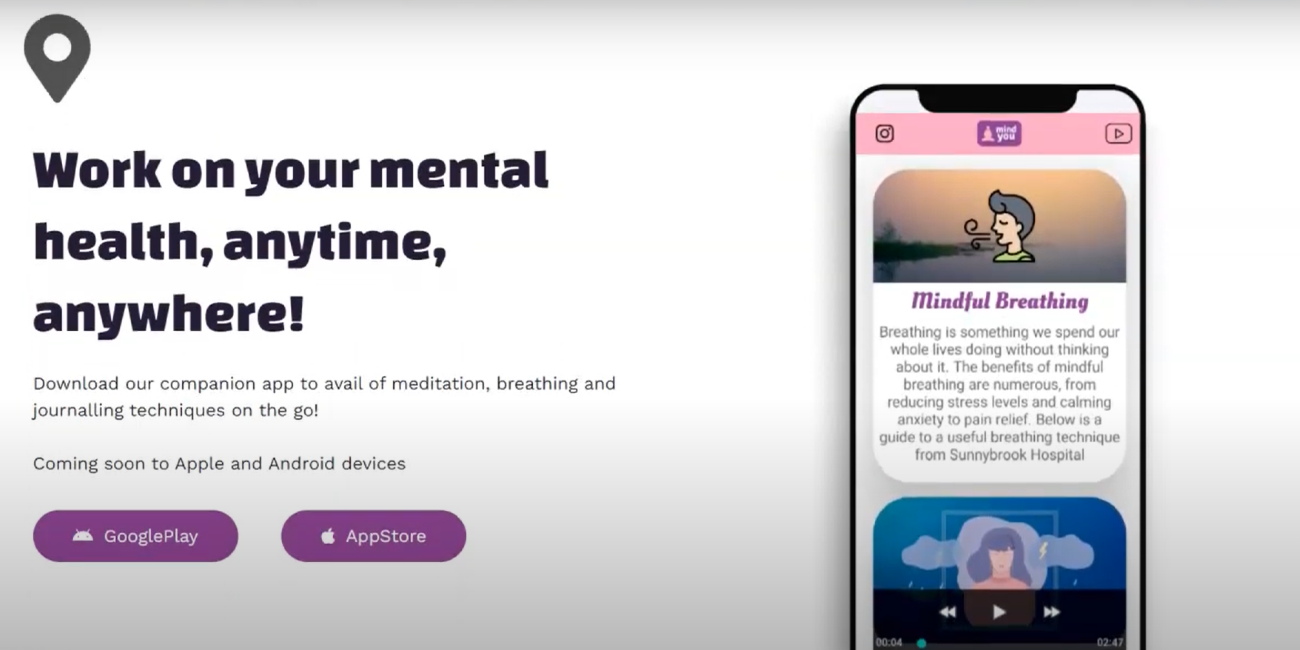 Work on your mental
health, anytime,
anywhere!
Download our companion app to avail of meditation, breathing and
journalling techniques on the go!
Coming soon to Apple and Android devices
GooglePlay
AppStore
mind
you
Mindful Breathing
Breathing is something we spend our
whole lives doing without thinking
about it. The benefits of mindful
breathing are numerous, from
reducing stress levels and calming
anxiety to pain relief. Below is a
guide to a useful breathing technique
from Sunnybrook Hospital
00:04
02:47